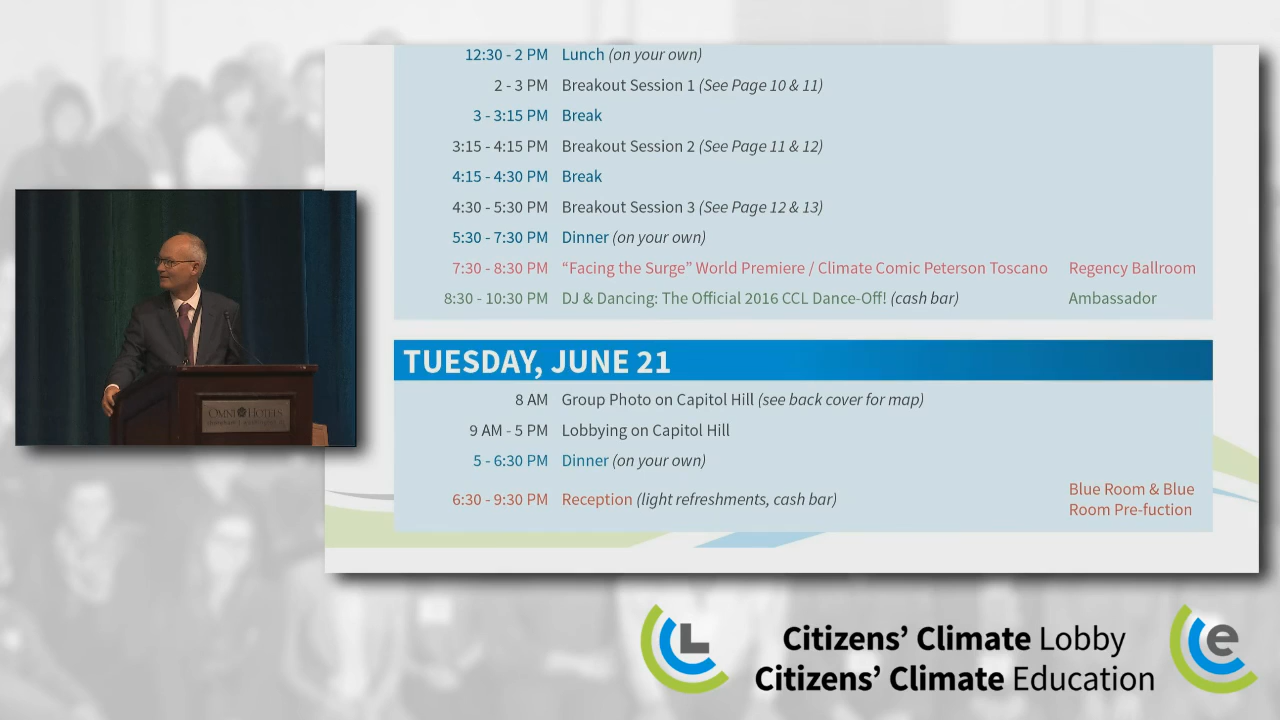 12:30 - 2 PM Lunch (on your own)
2 - 3 PM Breakout Session 1 (See Page 10 & 11)
3 - 3:15 PM Break
3:15 - 4:15 PM Breakout Session 2 (See Page 11 & 12)
4:15 - 4:30 PM Break
4:30 - 5:30 PM Breakout Session 3 (See Page 12 & 13)
5:30 - 7:30 PM Dinner (on your own)
7:30 - 8:30 PM “Facing the Surge” World Premiere / Climate Comic Peterson Toscano Regency Ballroom
8:30 - 10:30 PM DJ & Dancing: The Official 2016 CCL Dance-Off! (cash bar) Ambassador
TUESDAY, JUNE 21
8 AM Group Photo on Capitol Hill (see back cover for map)
9 AM - 5 PM Lobbying on Capitol Hill
5 - 6:30 PM Dinner (on your own)
6:30 - 9:30 PM Reception (light refreshments, cash bar) Blue Room & Blue
Room Pre-fuction
OMNI HOTELS
L
Citizens’ Climate Lobby
Citizens’ Climate Education
e